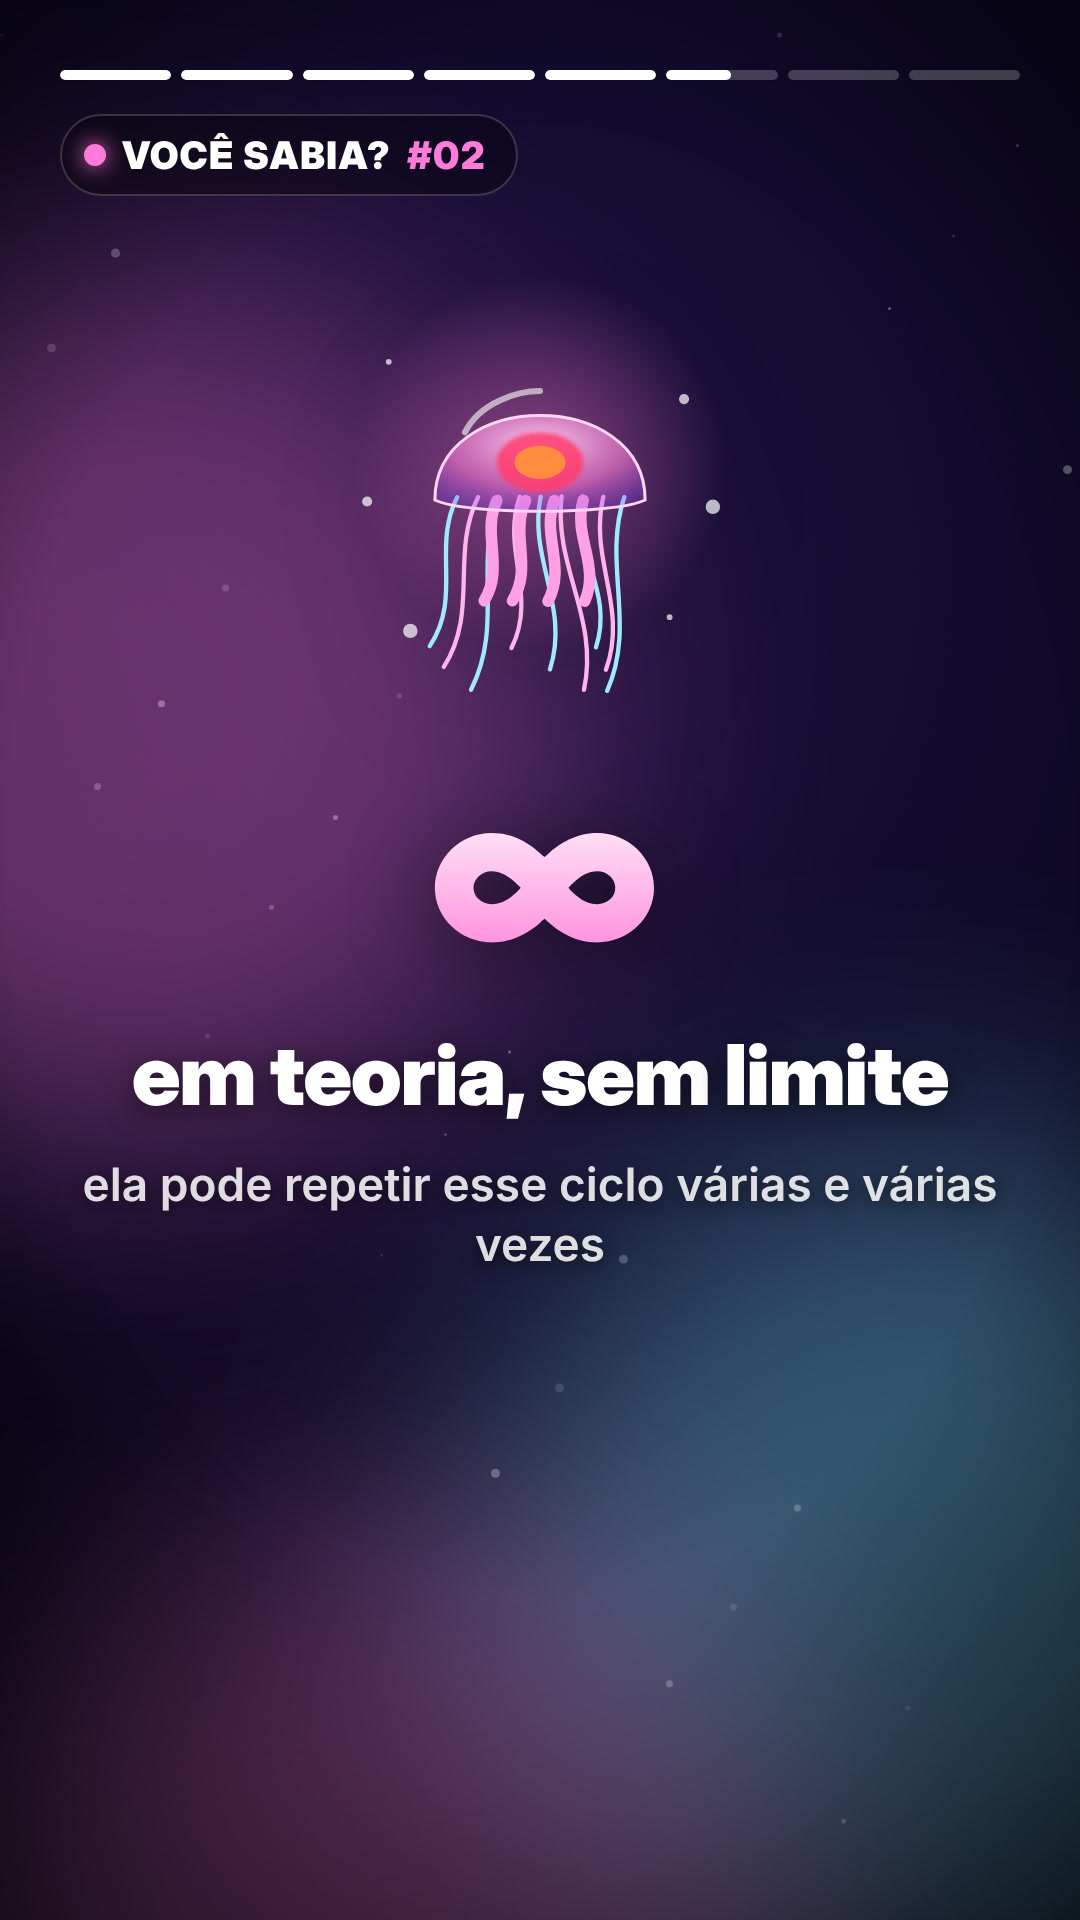 VOCÊ SABIA? #02
∞
em teoria, sem limite
ela pode repetir esse ciclo várias e várias
vezes